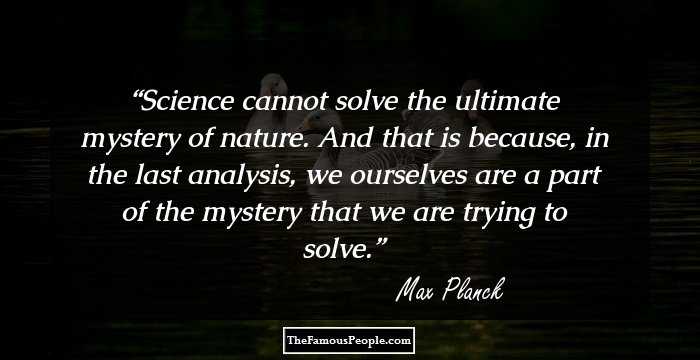 “Science cannot solve the ultimate
mystery of nature. And that is because, in
the last analysis, we ourselves are a part
of the mystery that we are trying to
solve.”
Max Planck
TheFamousPeople.com